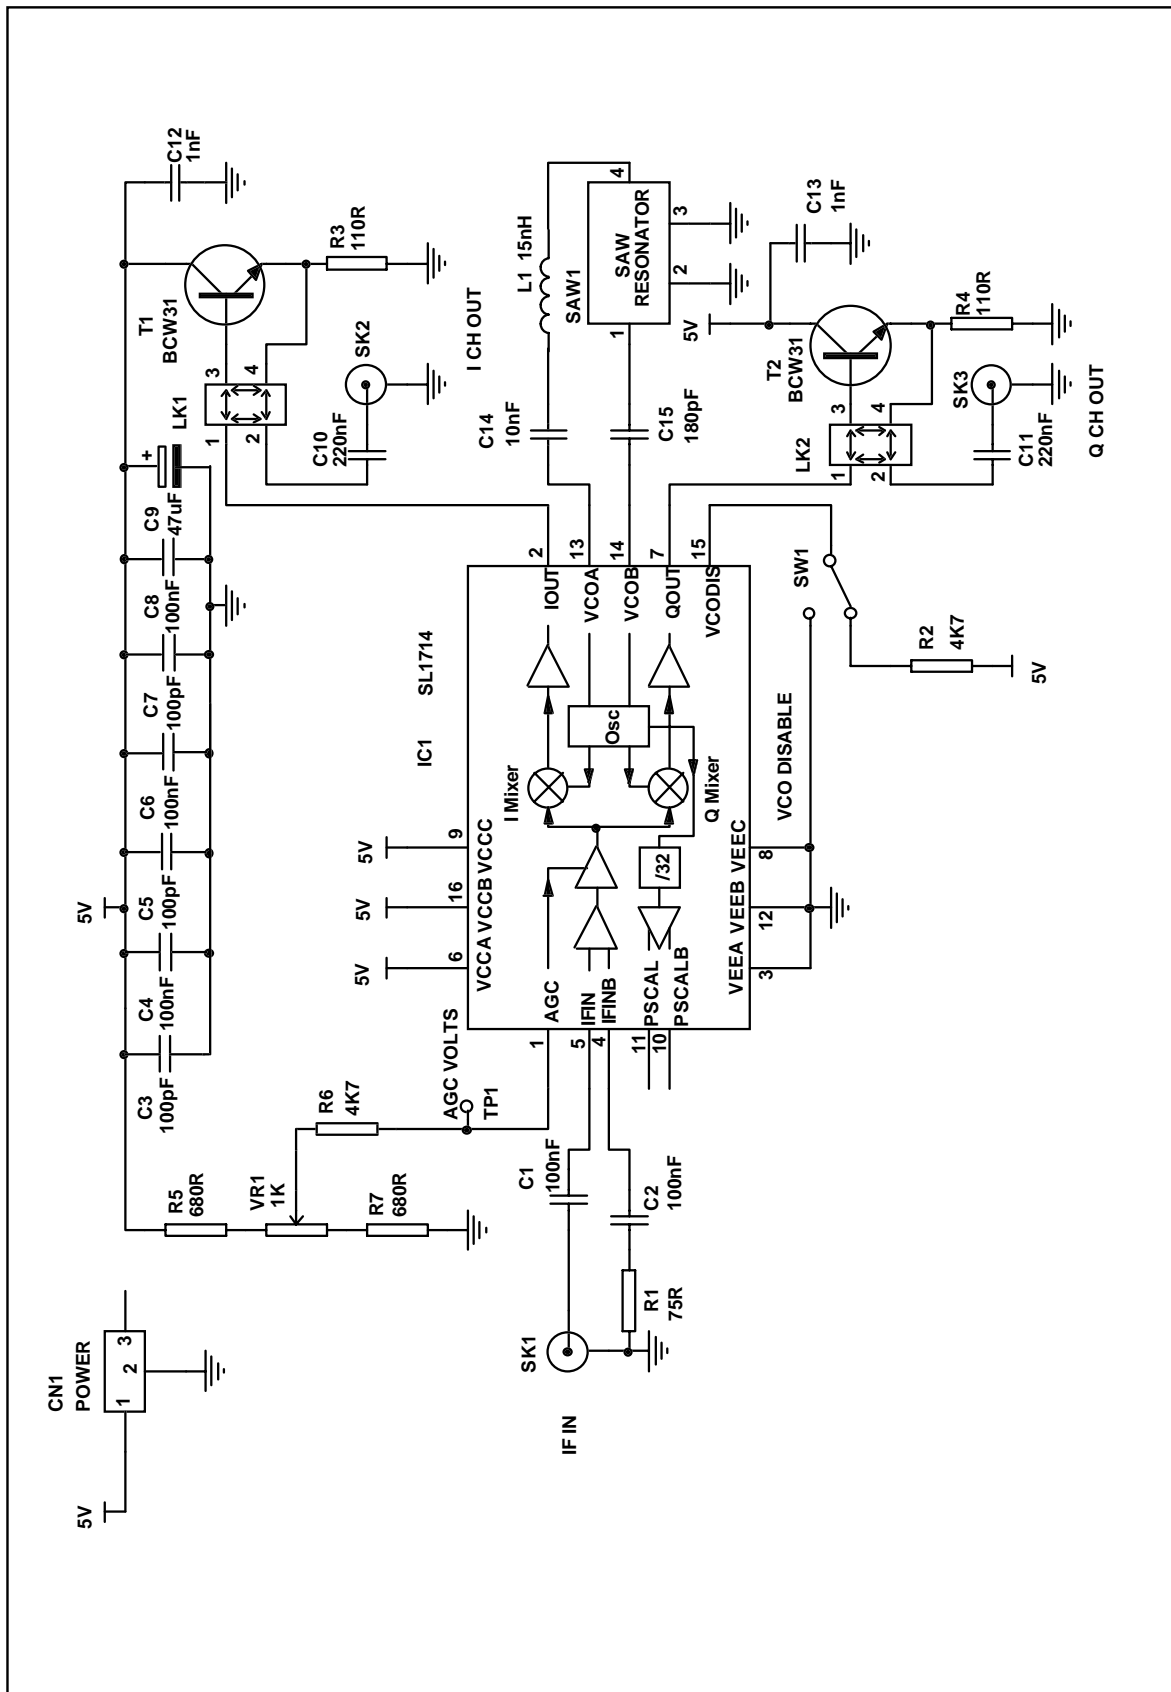 CN1
POWER
5V
1
2
3
R5
680R
VR1
1K
R7
680R
R6
4K7
AGC VOLTS
TP1
5V
C3
100pF
C4
100nF
C5
100pF
C6
100nF
C7
100pF
C8
100nF
C9
47uF
+
LK1
1
3
2
4
T1
BCW31
C12
1nF
R3
110R
C10
220nF
SK2
I CH OUT
IF IN
SK1
C1
100nF
C2
100nF
R1
75R
5V
5V
5V
6
16
9
VCCA VCCB VCCC
IC1
SL1714
1
5
4
11
10
AGC
IFIN
IFINB
PSCAL
PSCALB
I Mixer
Q Mixer
Osc
/32
IOUT
VCOA
VCOB
QOUT
VCODIS
2
13
14
7
15
VEEA VEEB VEEC
3
12
8
C14
10nF
L1 15nH
C15
180pF
SAW1
SAW
RESONATOR
1
2
3
4
VCO DISABLE
SW1
R2
4K7
5V
LK2
1
3
2
4
T2
BCW31
5V
C13
1nF
R4
110R
C11
220nF
SK3
Q CH OUT